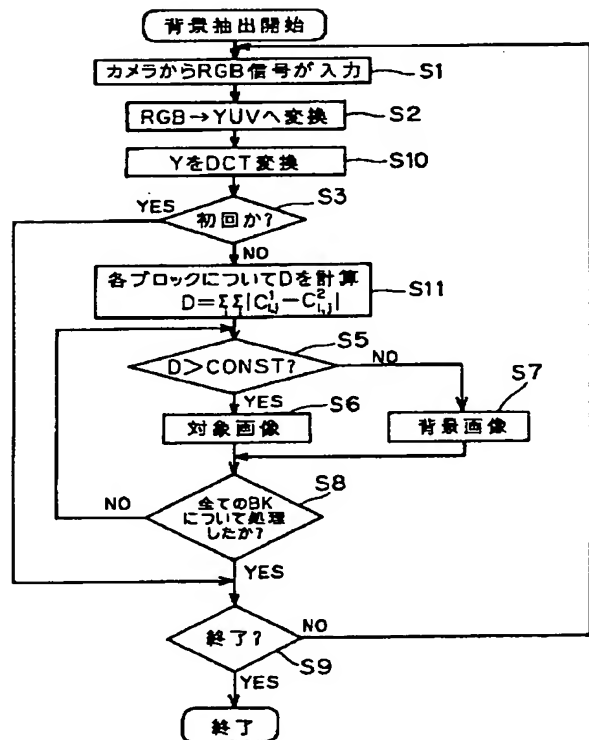 背景抽出開始
カメラからRGB信号が入力
S1
RGB→YUVへ変換
S2
YをDCT変換
S10
S3
YES
初回か?
NO
各ブロックについてDを計算
D=ΣΣ|C¹i,j−C²i,j|
i j
S11
S5
D>CONST?
NO
YES
S6
S7
対象画像
背景画像
S8
NO
全てのBK
について処理
したか?
YES
終了?
NO
S9
YES
終了